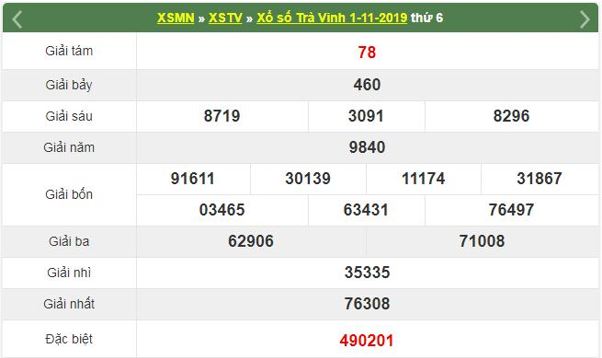 XSMN » XSTV » Xổ số Trà Vinh 1-11-2019 thứ 6
Giải tám 78
Giải bảy 460
Giải sáu 8719 3091 8296
Giải năm 9840
Giải bốn 91611 30139 11174 31867
03465 63431 76497
Giải ba 62906 71008
Giải nhì 35335
Giải nhất 76308
Đặc biệt 490201